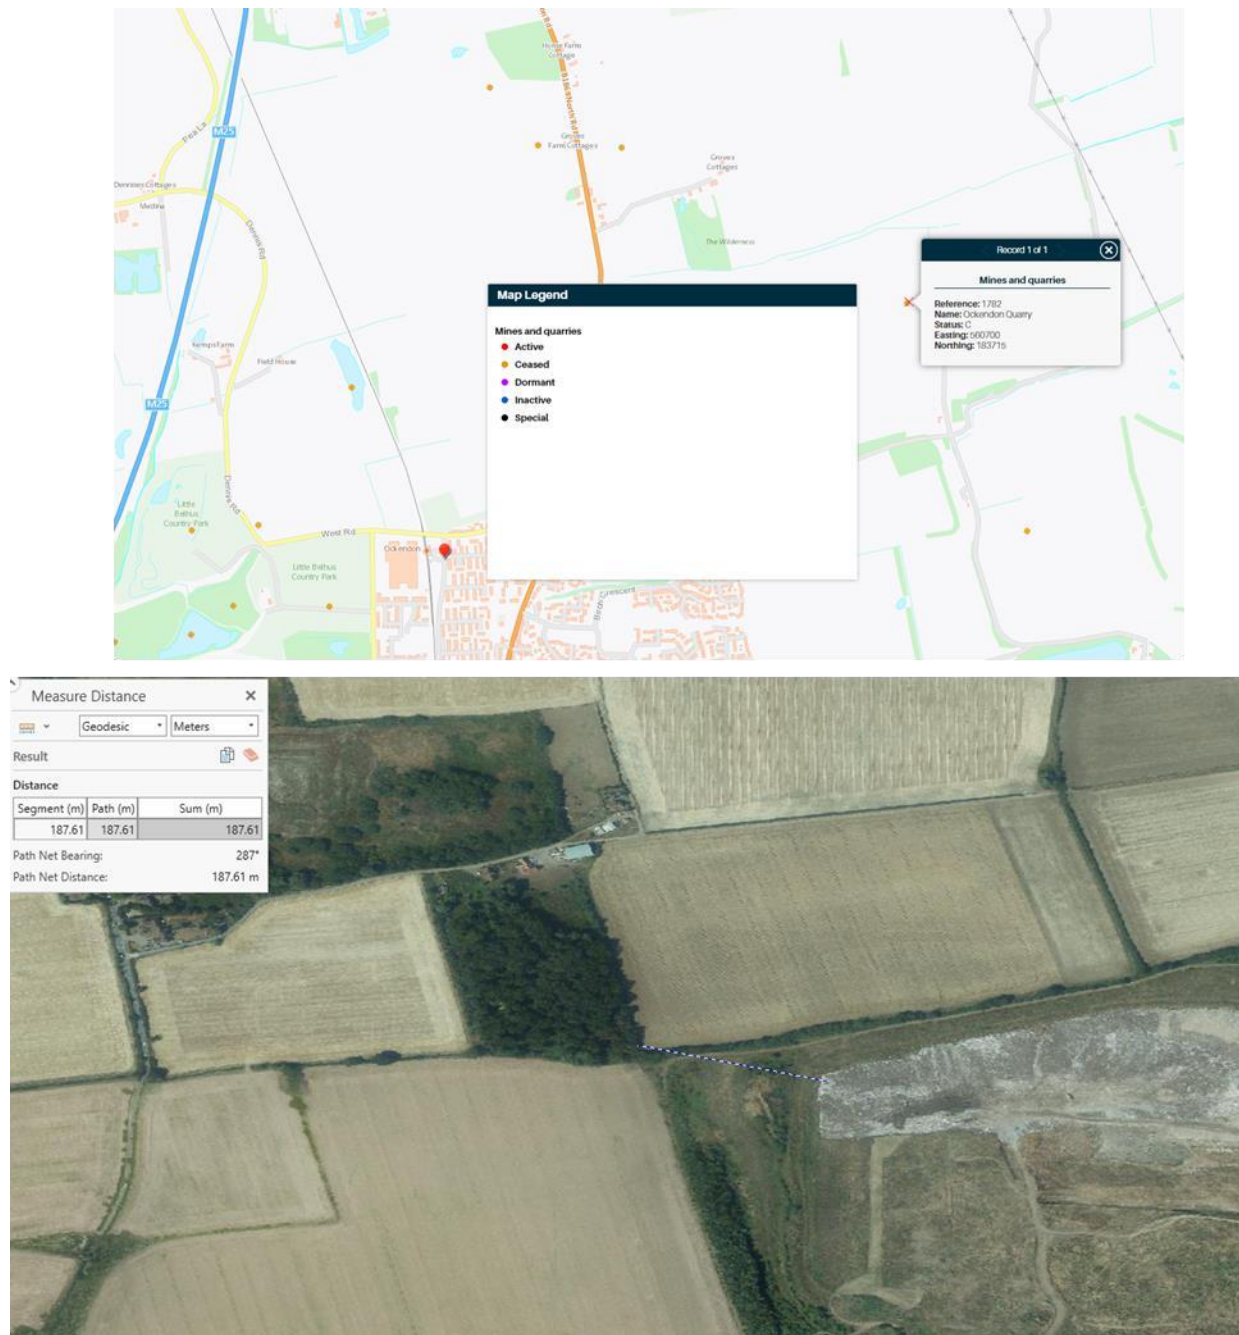 Home Farm
Cottage
B186 North Rd
M25
Pea La
Groves
Farm Cottages
Groves
Cottages
Dennises Cottages
Medina
Dennis Rd
The Wilderness
Record 1 of 1
Mines and quarries
Reference: 1782
Name: Ockendon Quarry
Status: C
Easting: 560700
Northing: 183715
Map Legend
Mines and quarries
Active
Ceased
Dormant
Inactive
Special
Kemps Farm
Field House
M25
Dennis Rd
Little
Belhus
Country Park
West Rd
Ockendon
Little Belhus
Country Park
Birch Crescent
Measure Distance
Geodesic
Meters
Result
Distance
Segment (m) Path (m) Sum (m)
187.61 187.61 187.61
Path Net Bearing: 287°
Path Net Distance: 187.61 m